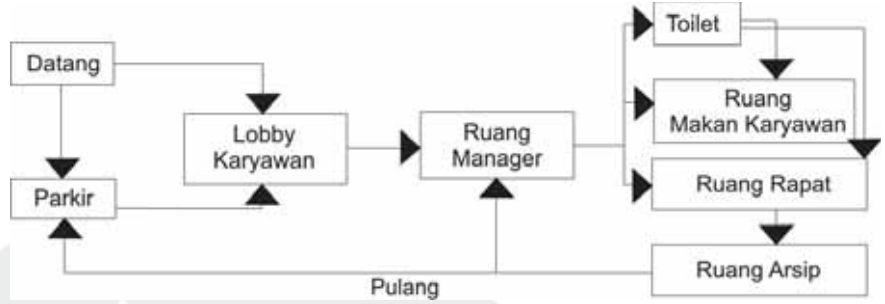 Datang
Parkir
Lobby
Karyawan
Ruang
Manager
Toilet
Ruang
Makan Karyawan
Ruang Rapat
Ruang Arsip
Pulang